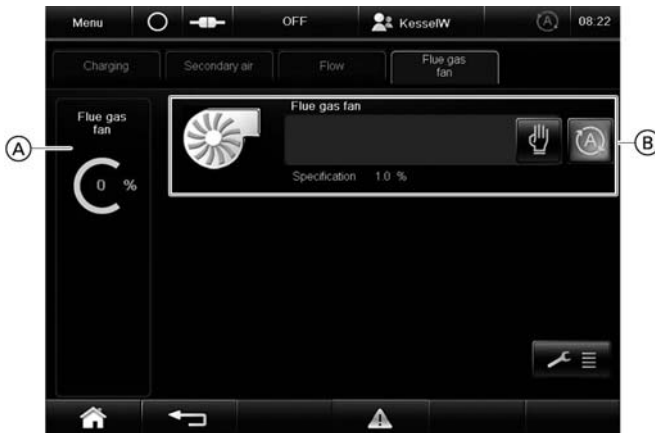 Menu OFF KesselW A 08:22
Charging Secondary air Flow Flue gas
fan
Flue gas
fan
0 %
Flue gas fan
A
Specification 1.0 %
A
B